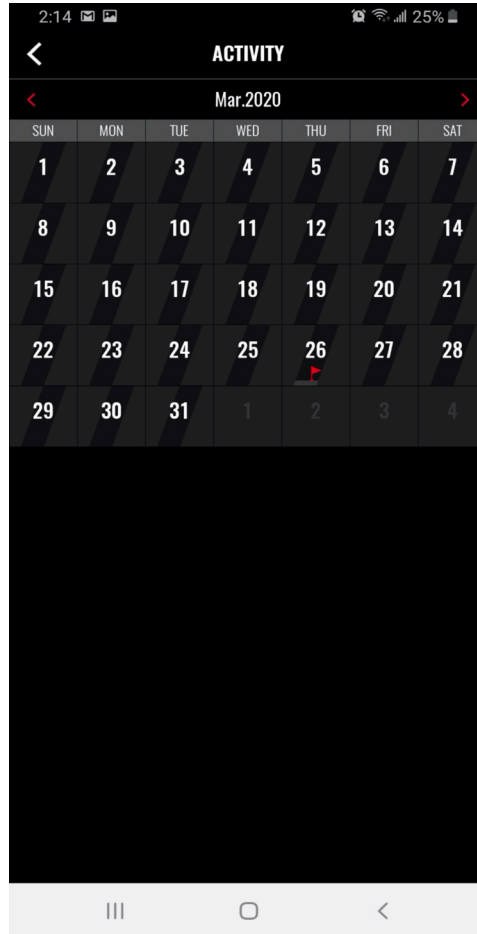 2:14 25%
ACTIVITY
Mar.2020
SUN MON TUE WED THU FRI SAT
1 2 3 4 5 6 7
8 9 10 11 12 13 14
15 16 17 18 19 20 21
22 23 24 25 26 27 28
29 30 31 1 2 3 4